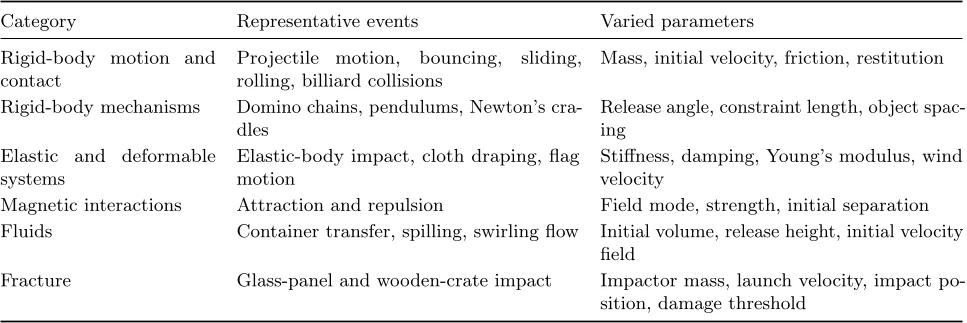 Category Representative events Varied parameters
Rigid-body motion and contact Projectile motion, bouncing, sliding, rolling, billiard collisions Mass, initial velocity, friction, restitution
Rigid-body mechanisms Domino chains, pendulums, Newton's cra-
dles Release angle, constraint length, object spac-
ing
Elastic and deformable systems Elastic-body impact, cloth draping, flag motion Stiffness, damping, Young's modulus, wind velocity
Magnetic interactions Attraction and repulsion Field mode, strength, initial separation
Fluids Container transfer, spilling, swirling flow Initial volume, release height, initial velocity field
Fracture Glass-panel and wooden-crate impact Impactor mass, launch velocity, impact po-
sition, damage threshold